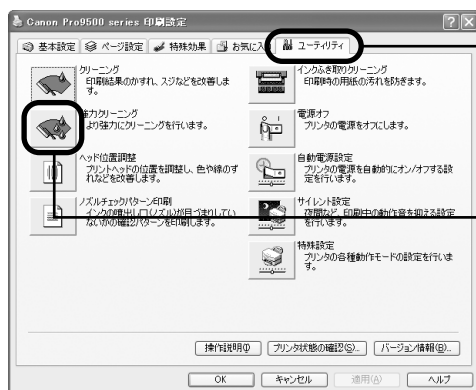 Canon Pro9500 series 印刷設定
基本設定 ページ設定 特殊効果 お気に入 ユーティリティ
クリーニング
印刷結果のかすれ、スジなどを改善しま
す。
強力クリーニング
より強力にクリーニングを行います。
ヘッド位置調整
プリントヘッドの位置を調整し、色や線のず
れなどを改善します。
ノズルチェックパターン印刷
インクの噴出し口（ノズル）が目づまりしてい
ないかの確認パターンを印刷します。
インクふき取りクリーニング
印刷時の用紙の汚れを防ぎます。
電源オフ
プリンタの電源をオフにします。
自動電源設定
プリンタの電源を自動的にオン/オフする設
定を行います。
サイレント設定
夜間など、印刷中の動作音を抑える設定
を行います。
特殊設定
プリンタの各種動作モードの設定を行いま
す。
操作説明(I) プリンタ状態の確認(S)... バージョン情報(B)...
OK キャンセル 適用(A) ヘルプ